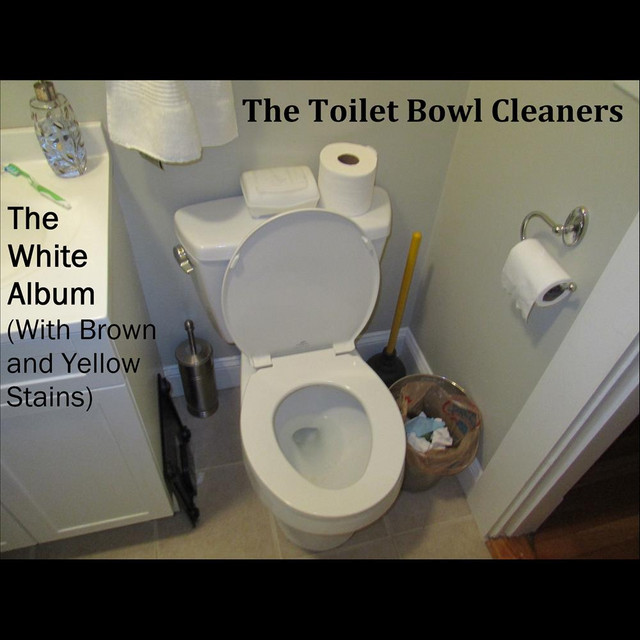 The Toilet Bowl Cleaners
The
White
Album
(With Brown
and Yellow
Stains)